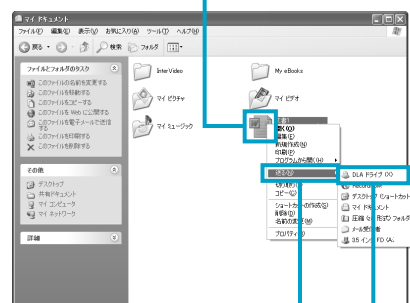 マイ ドキュメント
ファイル(F) 編集(E) 表示(V) お気に入り(A) ツール(T) ヘルプ(H)
戻る 検索 フォルダ
ファイルとフォルダのタスク
このファイルの名前を変更する
このファイルを移動する
このファイルをコピーする
このファイルを Web に公開する
このファイルを電子メールで送信する
このファイルを印刷する
このファイルを削除する
その他
デスクトップ
共有ドキュメント
マイ コンピュータ
マイ ネットワーク
詳細
InterVideo
My eBooks
マイ ピクチャ
マイ ビデオ
マイ ミュージック
開く(O)
編集(E)
新規作成(N)
印刷(P)
プログラムから開く(H)
送る(N)
切り取り(T)
コピー(C)
ショートカットの作成(S)
削除(D)
名前の変更(M)
プロパティ(R)
DLA ドライブ
デスクトップ (ショートカット
マイ ドキュメント
圧縮 (zip 形式) フォルダ
メール受信者
3.5 インチ FD (A:)